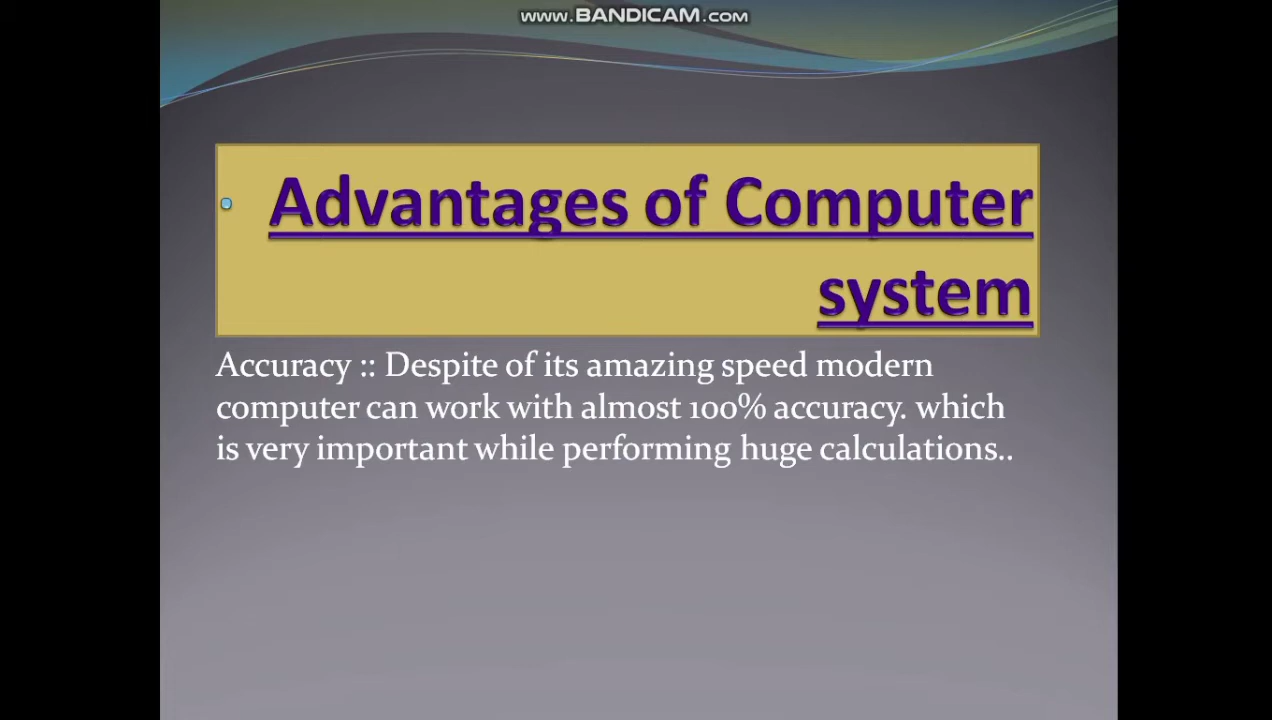 www.BANDICAM.com
• Advantages of Computer
system
Accuracy :: Despite of its amazing speed modern
computer can work with almost 100% accuracy. which
is very important while performing huge calculations..